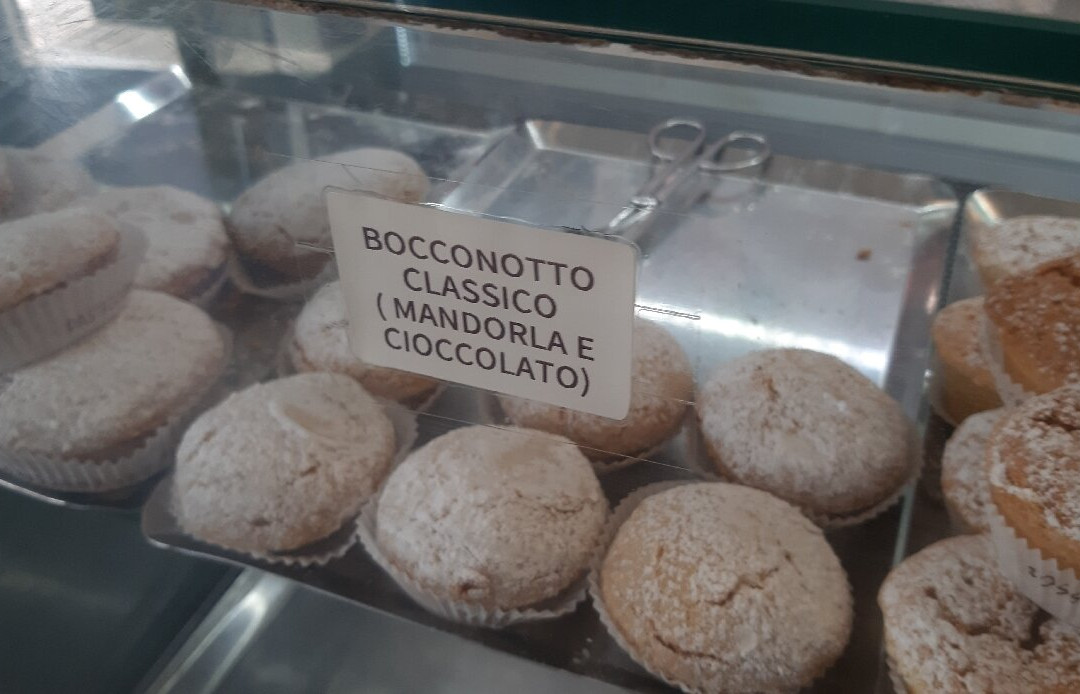 BOCCONOTTO
CLASSICO
( MANDORLA E
CIOCCOLATO)